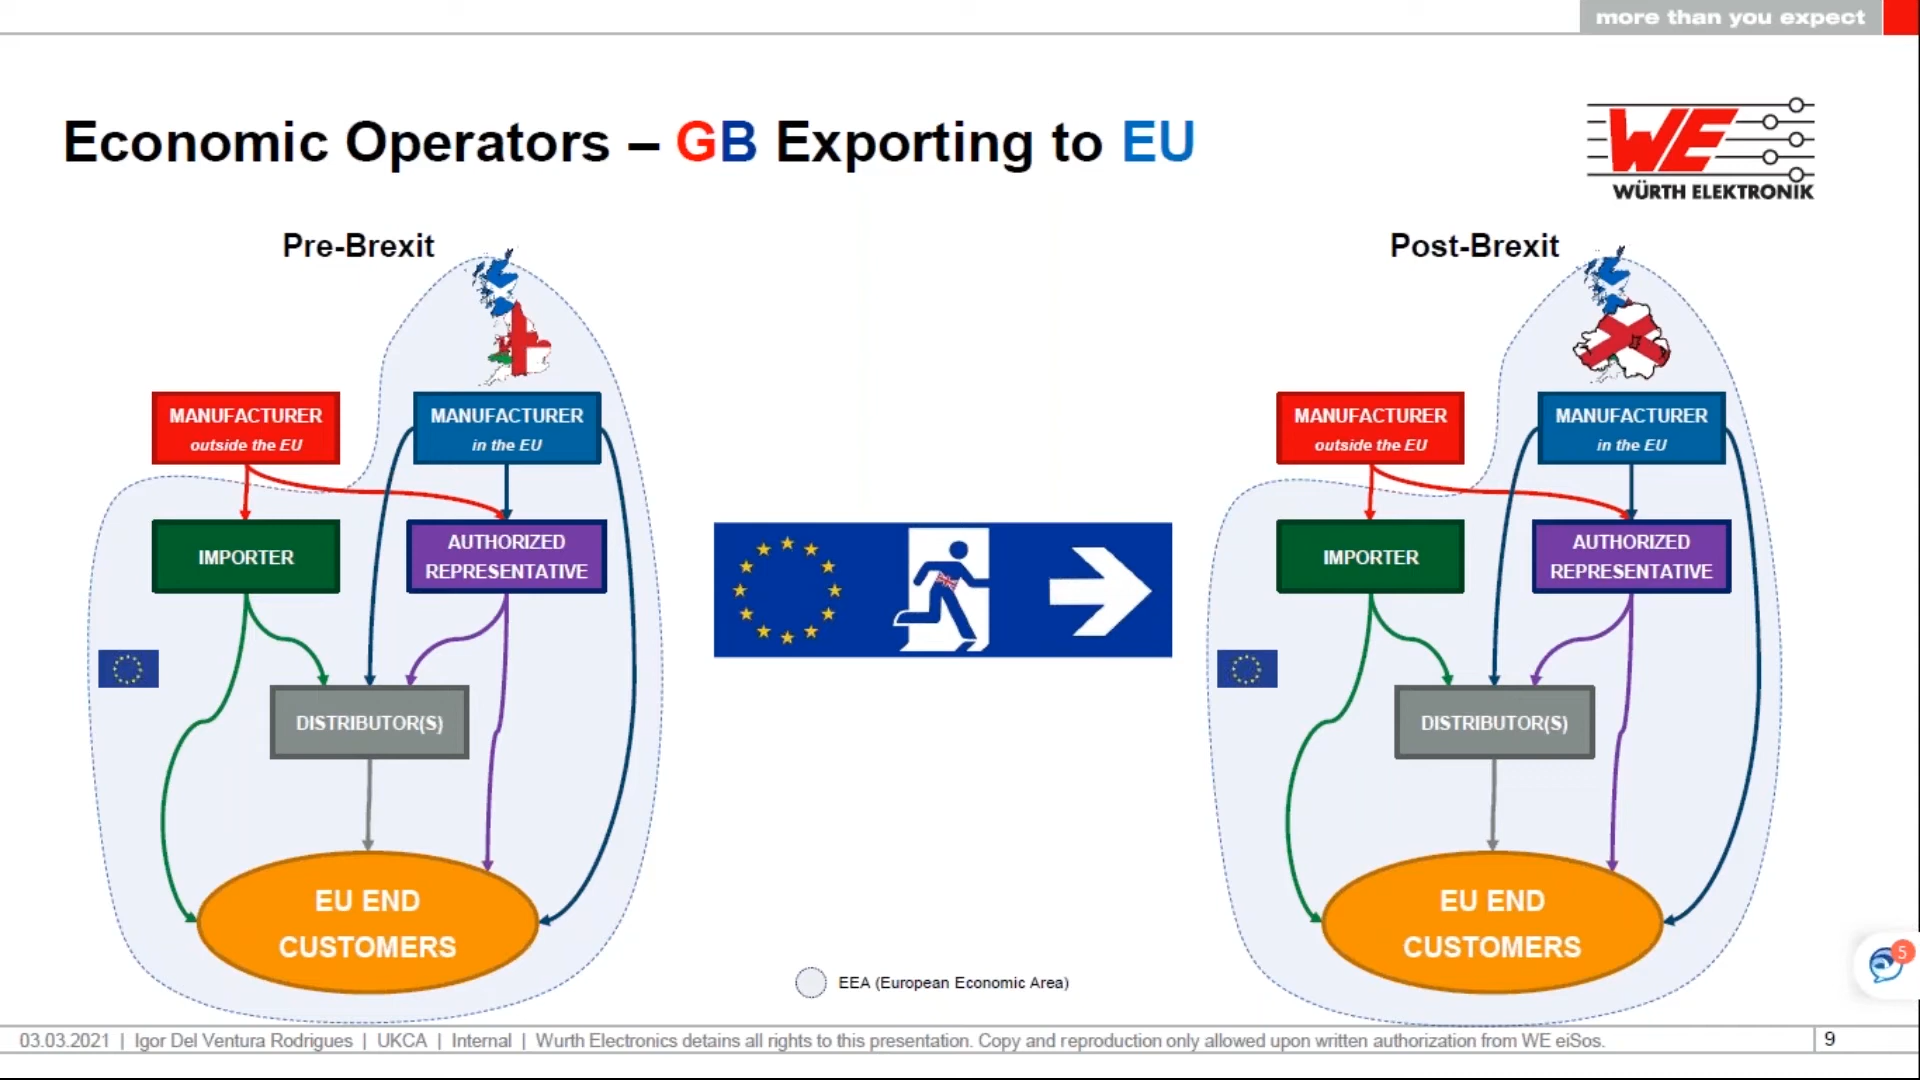 more than you expect
Economic Operators – GB Exporting to EU
WE
WÜRTH ELEKTRONIK
Pre-Brexit
MANUFACTURER
outside the EU
MANUFACTURER
in the EU
IMPORTER
AUTHORIZED
REPRESENTATIVE
DISTRIBUTOR(S)
EU END
CUSTOMERS
Post-Brexit
MANUFACTURER
outside the EU
MANUFACTURER
in the EU
IMPORTER
AUTHORIZED
REPRESENTATIVE
DISTRIBUTOR(S)
EU END
CUSTOMERS
EEA (European Economic Area)
5
03.03.2021 | Igor Del Ventura Rodrigues | UKCA | Internal | Wurth Electronics detains all rights to this presentation. Copy and reproduction only allowed upon written authorization from WE eiSos.
9